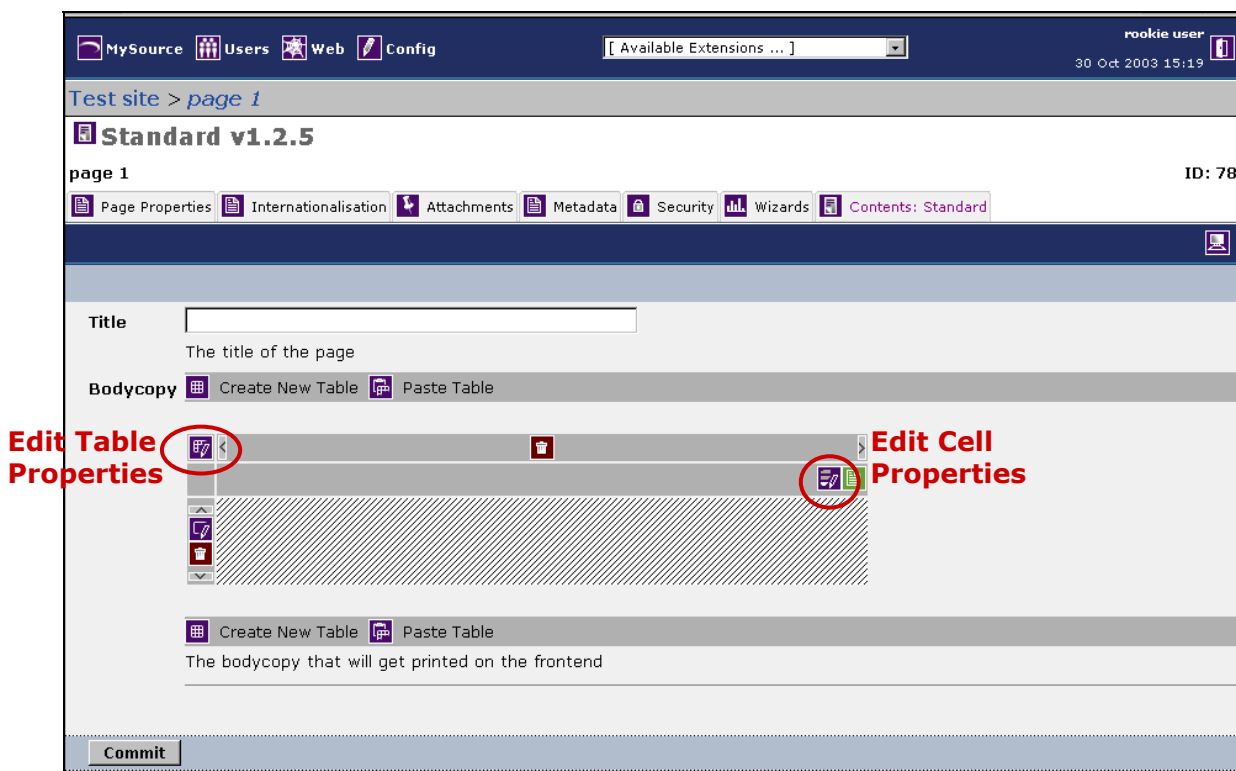 MySource Users Web Config [ Available Extensions ... ] rookie user
30 Oct 2003 15:19
Test site > page 1
Standard v1.2.5
page 1 ID: 78
Page Properties Internationalisation Attachments Metadata Security Wizards Contents: Standard
Title
The title of the page
Bodycopy Create New Table Paste Table
Edit Table
Properties
Edit Cell
Properties
Create New Table Paste Table
The bodycopy that will get printed on the frontend
Commit